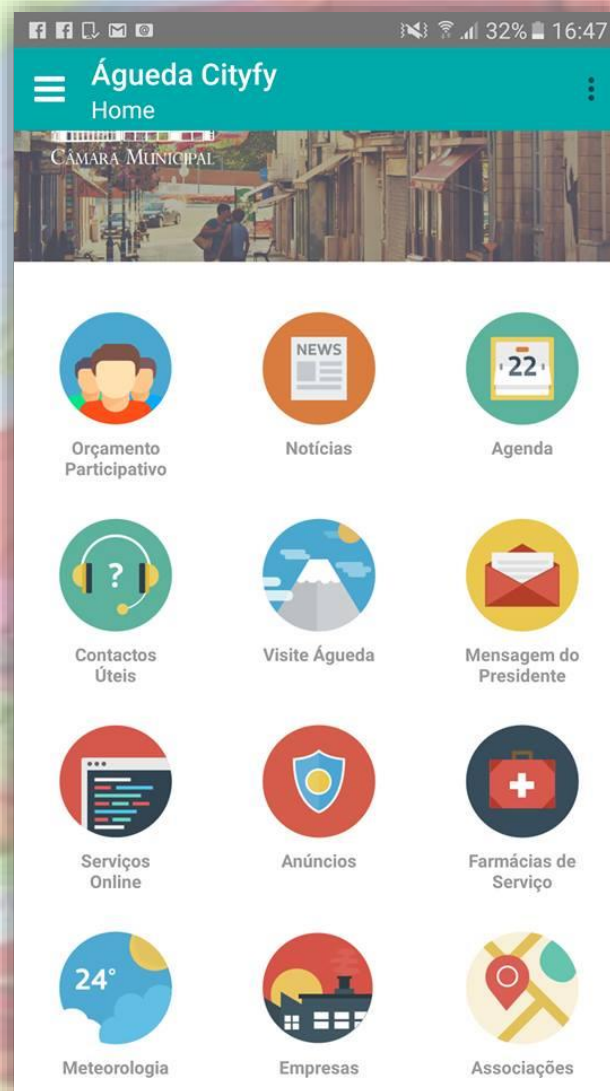 32% 16:47
Águeda Cityfy
Home
CÂMARA MUNICIPAL
NEWS
22
Orçamento
Participativo
Notícias
Agenda
?
Contactos
Úteis
Visite Águeda
Mensagem do
Presidente
Serviços
Online
Anúncios
Farmácias de
Serviço
24°
Meteorologia
Empresas
Associações